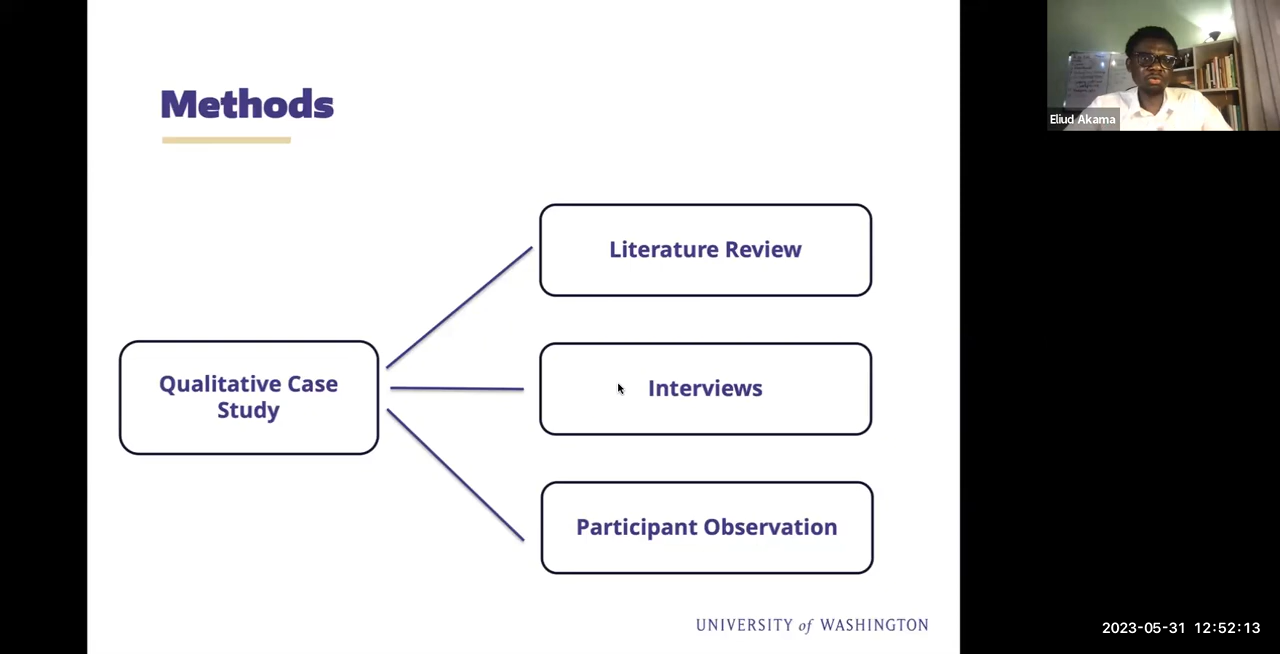 Methods
Literature Review
Qualitative Case
Study
Interviews
Participant Observation
UNIVERSITY of WASHINGTON
Eliud Akama
2023-05-31 12:52:13